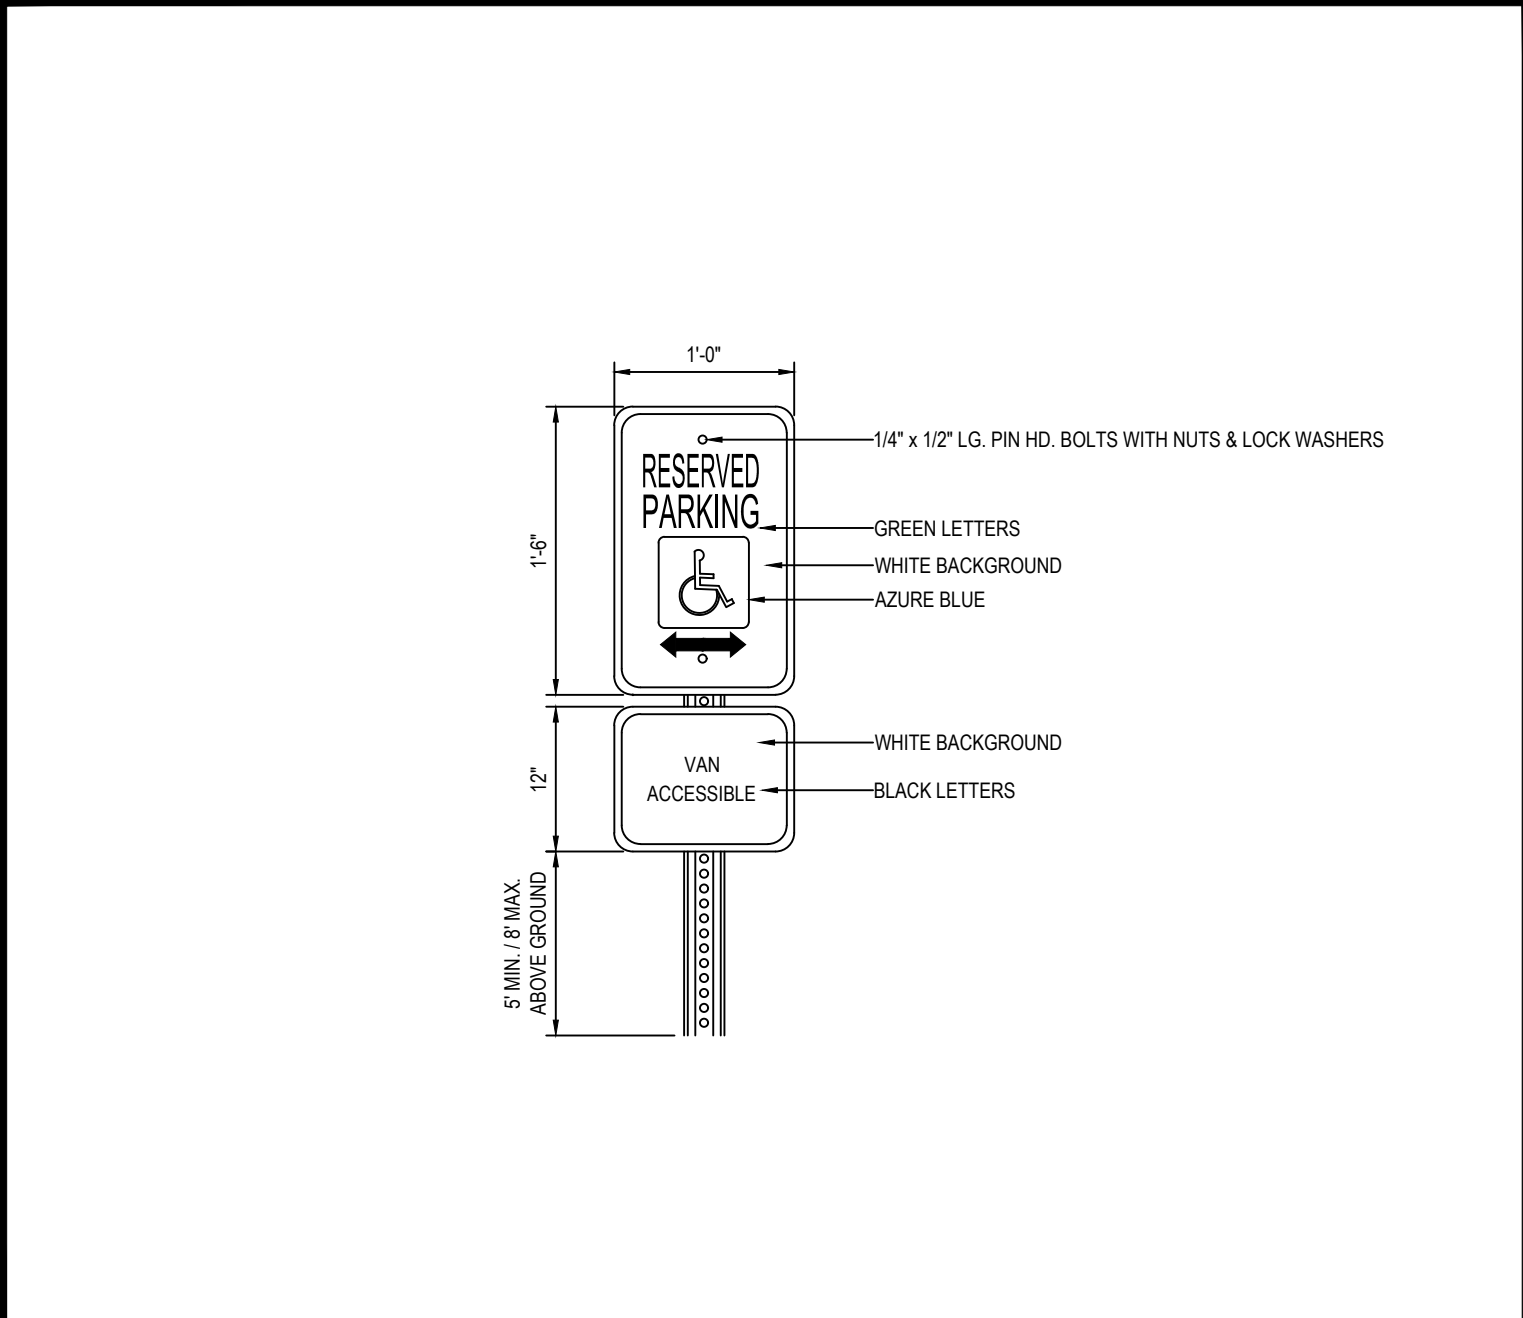 1'-0"
1/4" x 1/2" LG. PIN HD. BOLTS WITH NUTS & LOCK WASHERS
RESERVED
PARKING
GREEN LETTERS
1'-6"
WHITE BACKGROUND
AZURE BLUE
WHITE BACKGROUND
VAN
ACCESSIBLE
12"
BLACK LETTERS
5' MIN. / 8' MAX.
ABOVE GROUND